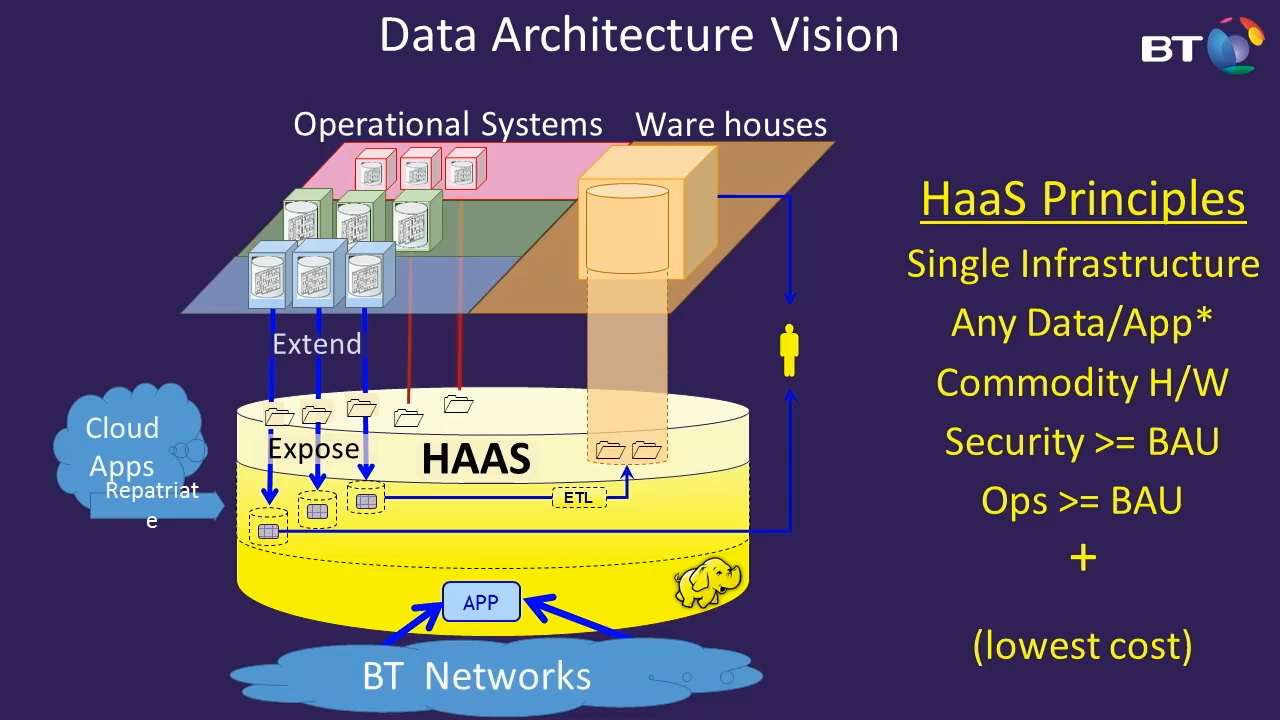 Data Architecture Vision
BT
Operational Systems
Ware houses
Extend
Cloud
Apps
Repatriat
e
Expose
HAAS
ETL
APP
BT Networks
HaaS Principles
Single Infrastructure
Any Data/App*
Commodity H/W
Security >= BAU
Ops >= BAU
+
(lowest cost)